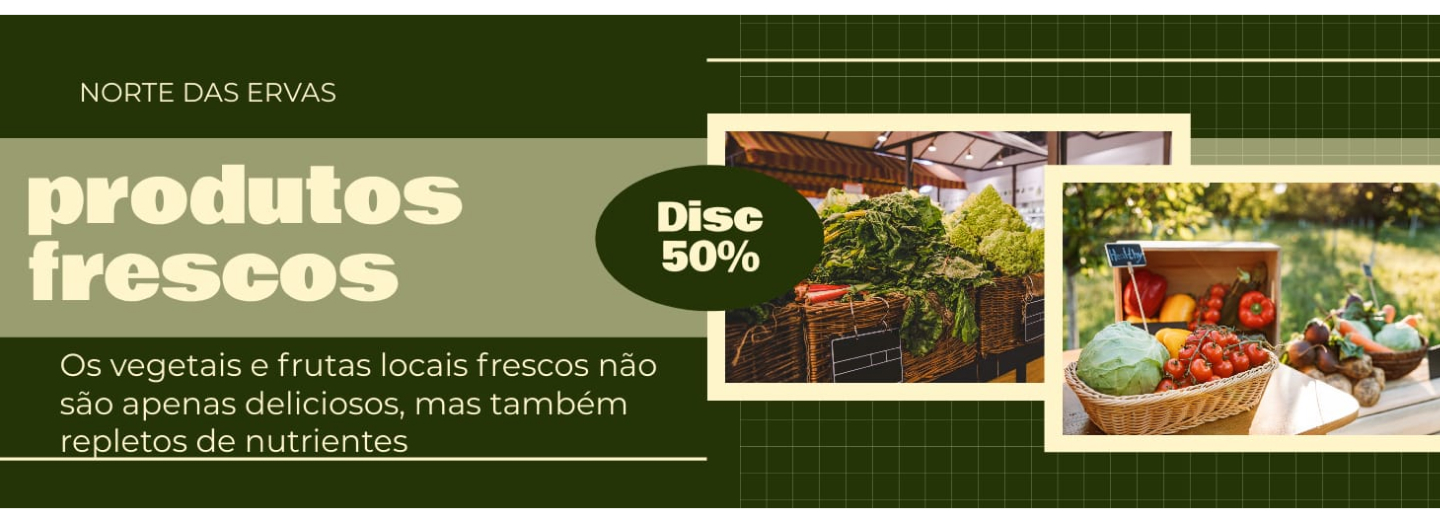 NORTE DAS ERVAS
produtos
frescos
Disc
50%
Os vegetais e frutas locais frescos não
são apenas deliciosos, mas também
repletos de nutrientes